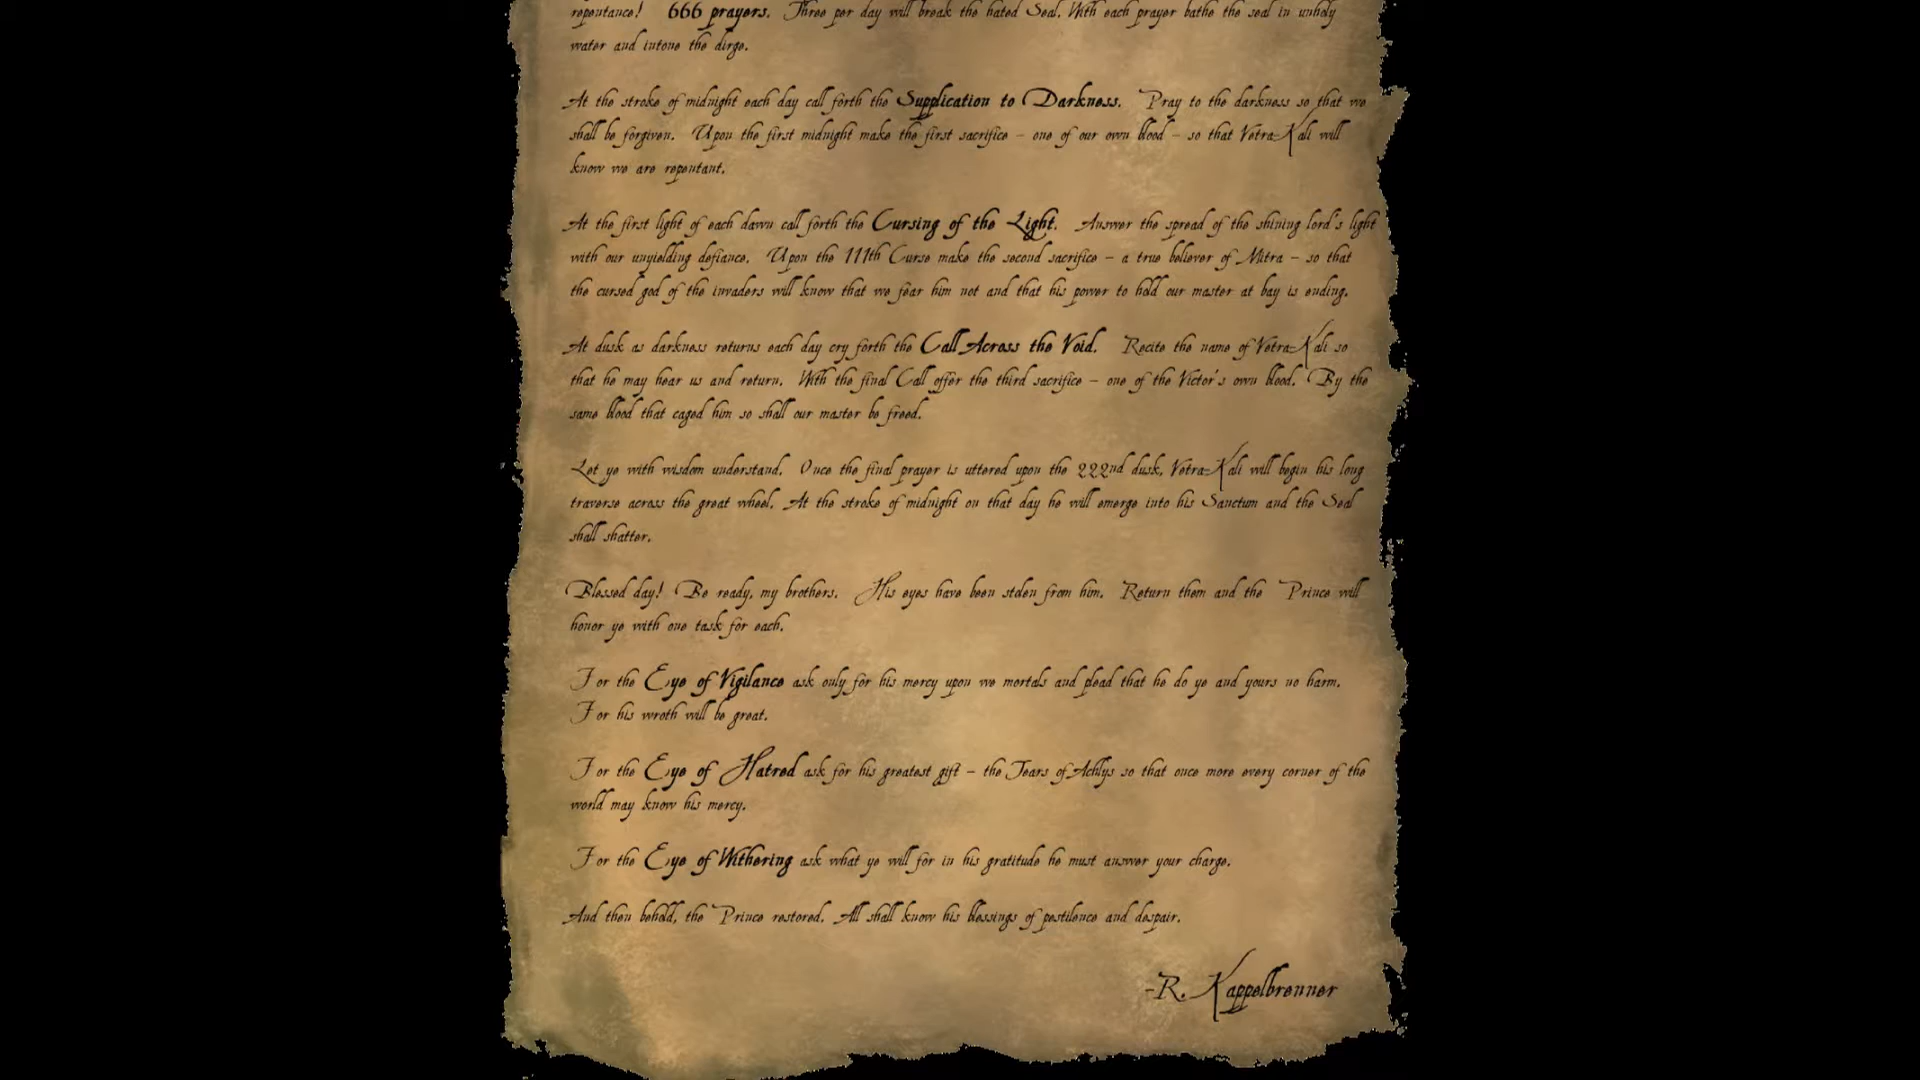 repentance! 666 prayers. Three per day will break the hated Seal. With each prayer bathe the seal in unholy
water and intone the dirge.
At the stroke of midnight each day call forth the Supplication to Darkness. Pray to the darkness so that we
shall be forgiven. Upon the first midnight make the first sacrifice – one of our own blood – so that Vetra-Kali will
know we are repentant.
At the first light of each dawn call forth the Cursing of the Light. Answer the spread of the shining lord's light
with our unyielding defiance. Upon the 111th Curse make the second sacrifice – a true believer of Mitra – so that
the cursed god of the invaders will know that we fear him not and that his power to hold our master at bay is ending.
At dusk as darkness returns each day cry forth the Call Across the Void. Recite the name of Vetra-Kali so
that he may hear us and return. With the final Call offer the third sacrifice – one of the Victor's own blood. By the
same blood that caged him so shall our master be freed.
Let ye with wisdom understand. Once the final prayer is uttered upon the 222nd dusk, Vetra-Kali will begin his long
traverse across the great wheel. At the stroke of midnight on that day he will emerge into his Sanctum and the Seal
shall shatter.
Blessed day! Be ready, my brothers. His eyes have been stolen from him. Return them and the Prince will
honor ye with one task for each.
For the Eye of Vigilance ask only for his mercy upon we mortals and plead that he do ye and yours no harm.
For his wroth will be great.
For the Eye of Hatred ask for his greatest gift – the Tears of Achlys so that once more every corner of the
world may know his mercy.
For the Eye of Withering ask what ye will for in his gratitude he must answer your charge.
And then behold, the Prince restored. All shall know his blessings of pestilence and despair.
-R. Kappelbrenner